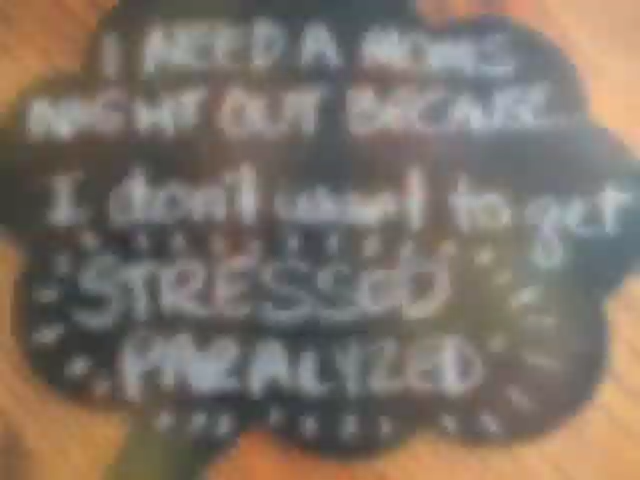 I NEED A MOMS
NIGHT OUT BECAUSE...
I don't want to get
STRESSED
PARALYZED